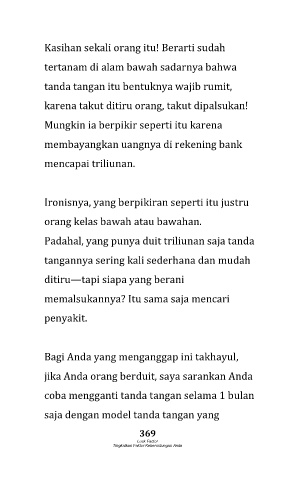 Kasihan sekali orang itu! Berarti sudah
tertanam di alam bawah sadarnya bahwa
tanda tangan itu bentuknya wajib rumit,
karena takut ditiru orang, takut dipalsukan!
Mungkin ia berpikir seperti itu karena
membayangkan uangnya di rekening bank
mencapai triliunan.
Ironisnya, yang berpikiran seperti itu justru
orang kelas bawah atau bawahan.
Padahal, yang punya duit triliunan saja tanda
tangannya sering kali sederhana dan mudah
ditiru—tapi siapa yang berani
memalsukannya? Itu sama saja mencari
penyakit.
Bagi Anda yang menganggap ini takhayul,
jika Anda orang berduit, saya sarankan Anda
coba mengganti tanda tangan selama 1 bulan
saja dengan model tanda tangan yang
369
Luck Factor
Tingkatkan Faktor Keberuntungan Anda